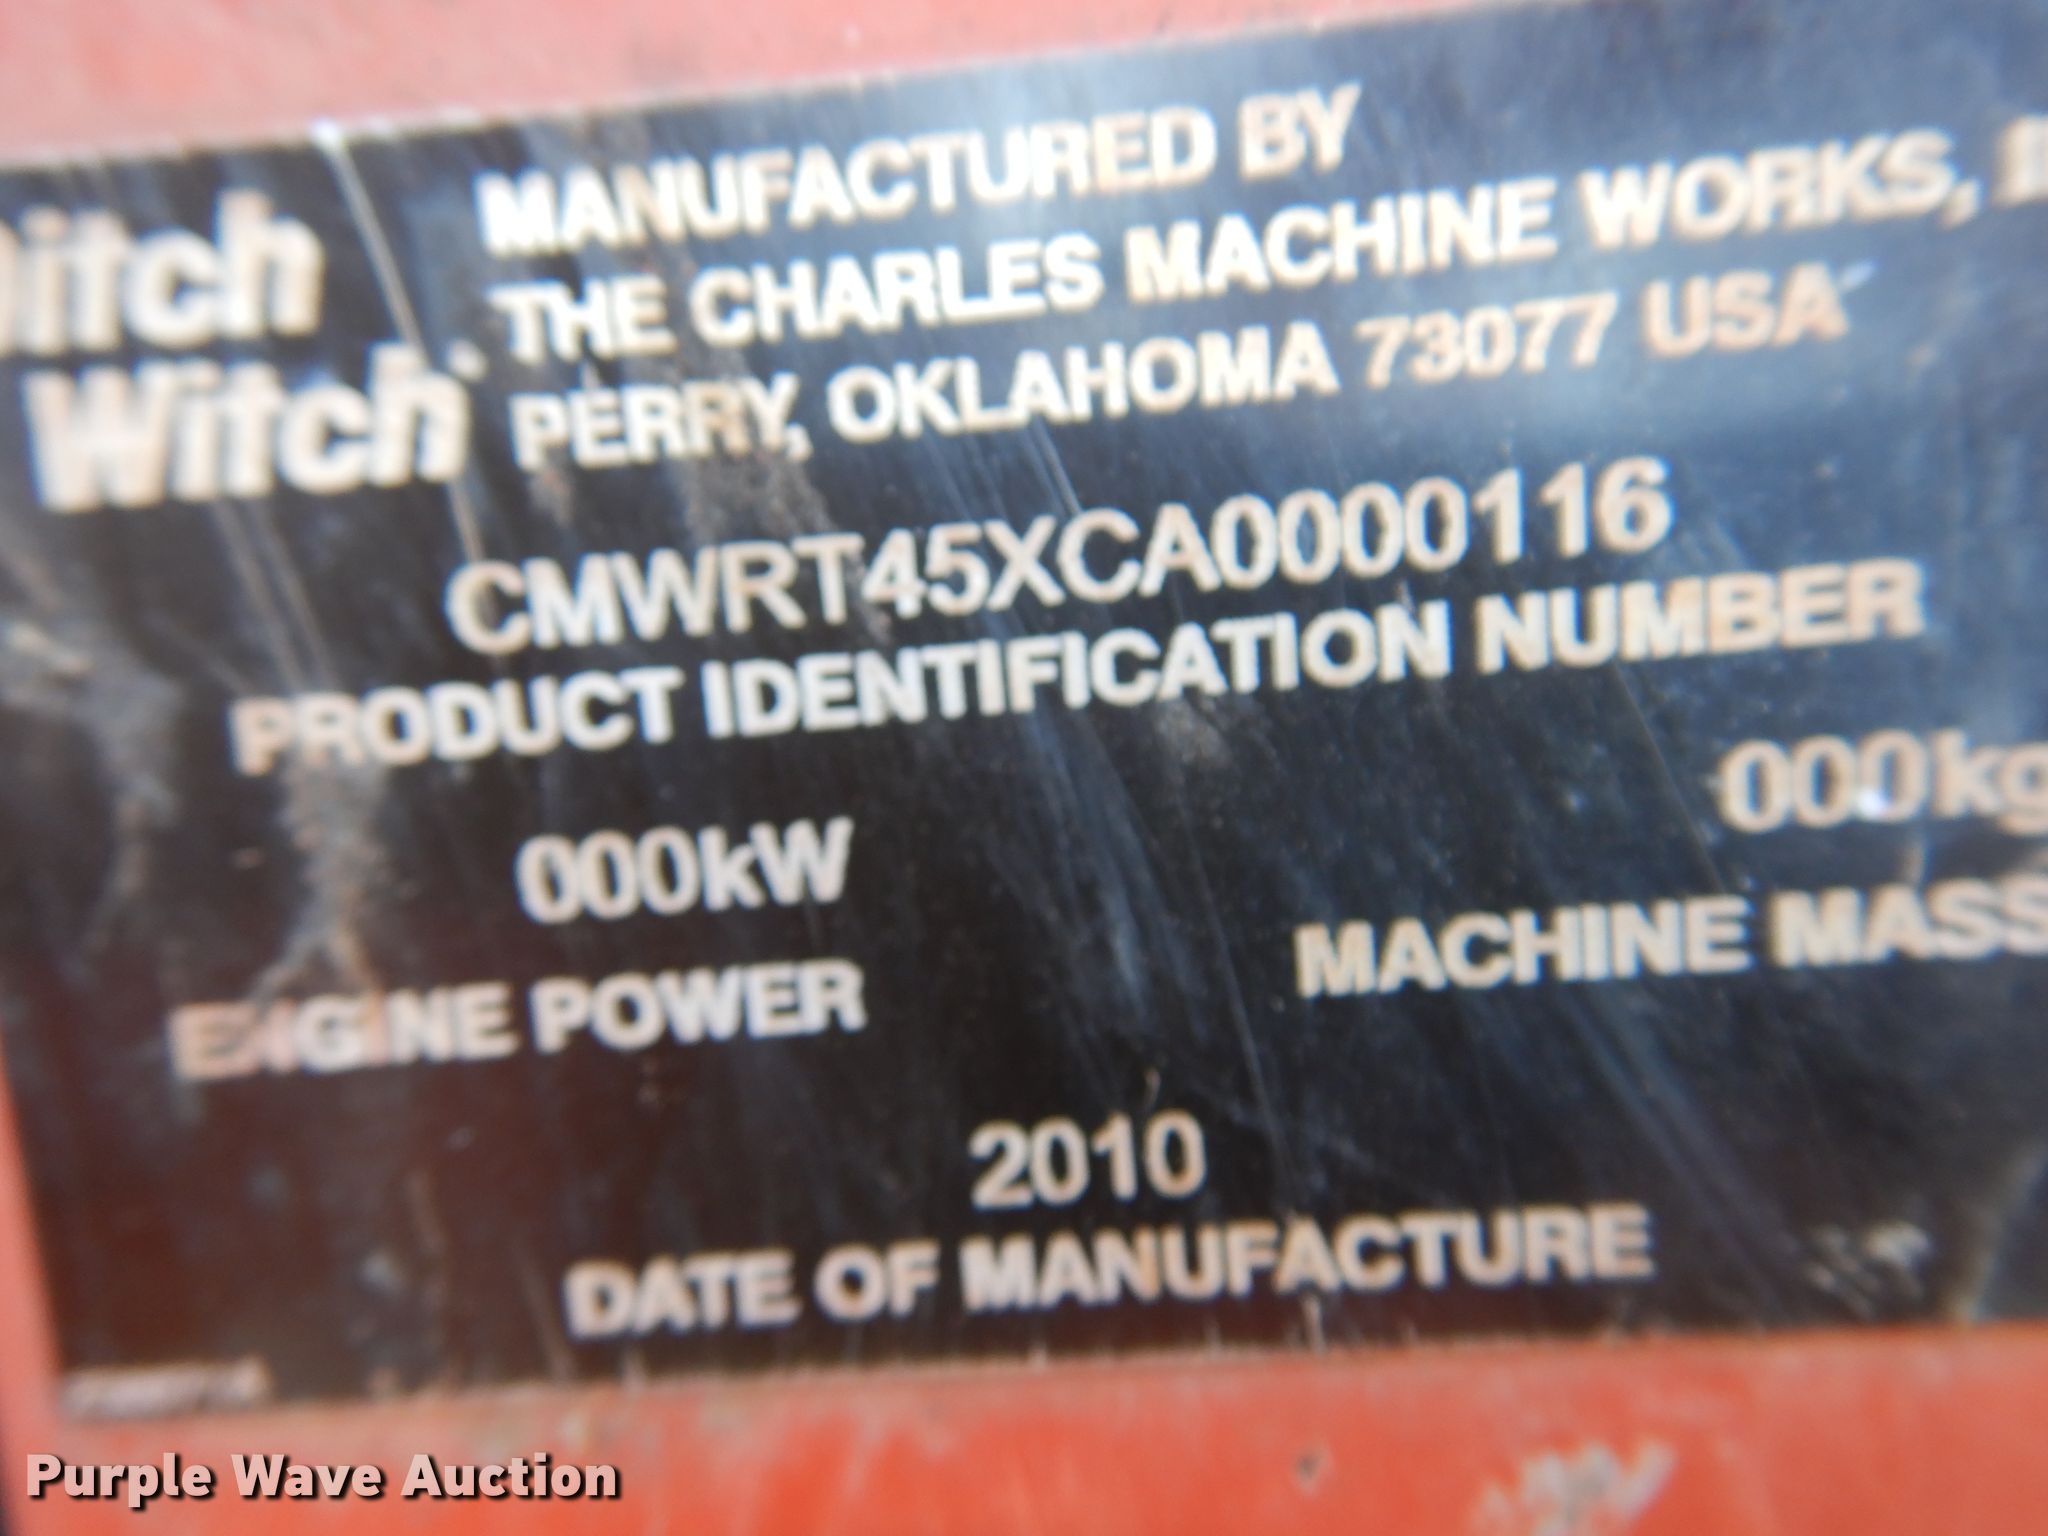 Ditch
Witch
MANUFACTURED BY
THE CHARLES MACHINE WORKS,
PERRY, OKLAHOMA 73077 USA
CMWRT45XCA0000116
PRODUCT IDENTIFICATION NUMBER
000kW
000kg
ENGINE POWER
MACHINE MASS
2010
DATE OF MANUFACTURE
Purple Wave Auction